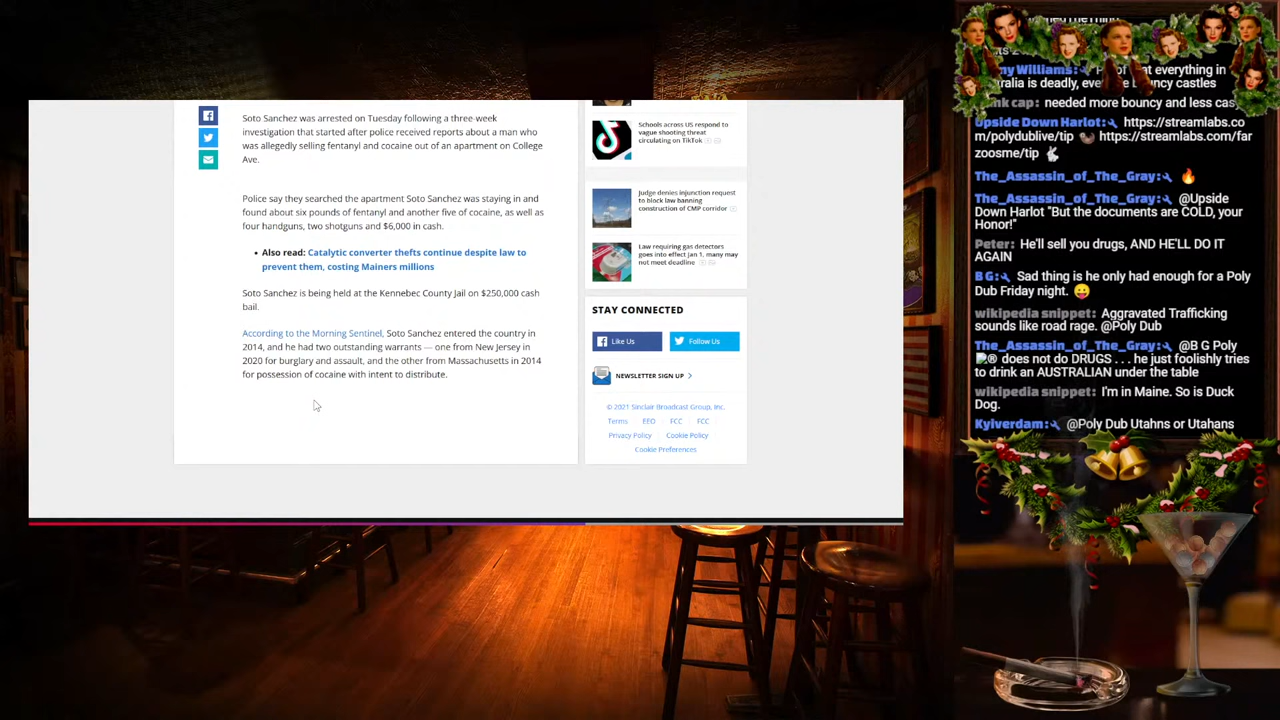 Soto Sanchez was arrested on Tuesday following a three-week
investigation that started after police received reports about a man who
was allegedly selling fentanyl and cocaine out of an apartment on College
Ave.
Police say they searched the apartment Soto Sanchez was staying in and
found about six pounds of fentanyl and another five of cocaine, as well as
four handguns, two shotguns and $6,000 in cash.
• Also read: Catalytic converter thefts continue despite law to
prevent them, costing Mainers millions
Soto Sanchez is being held at the Kennebec County Jail on $250,000 cash
bail.
According to the Morning Sentinel, Soto Sanchez entered the country in
2014, and he had two outstanding warrants — one from New Jersey in
2020 for burglary and assault, and the other from Massachusetts in 2014
for possession of cocaine with intent to distribute.
Schools across US respond to
vague shooting threat
circulating on TikTok
Judge denies injunction request
to block law banning
construction of CMP corridor
Law requiring gas detectors
goes into effect Jan 1, many may
not meet deadline
STAY CONNECTED
Like Us
Follow Us
NEWSLETTER SIGN UP
© 2021 Sinclair Broadcast Group, Inc.
Terms EEO FCC FCC
Privacy Policy Cookie Policy
Cookie Preferences
Williams: that everything in
is deadly, bouncy castles
cap: needed more bouncy and less
Upside Down Harlot: https://streamlabs.co
m/polydublive/tip https://streamlabs.com/far
zoosme/tip
The_Assassin_of_The_Gray:
The_Assassin_of_The_Gray: @Upside
Down Harlot "But the documents are COLD, your
Honor!"
Peter: He'll sell you drugs, AND HE'LL DO IT
AGAIN
B G: Sad thing is he only had enough for a Poly
Dub Friday night.
wikipedia snippet: Aggravated Trafficking
sounds like road rage. @Poly Dub
The_Assassin_of_The_Gray: @B G Poly
® does not do DRUGS . . . he just foolishly tries
to drink an AUSTRALIAN under the table
wikipedia snippet: I'm in Maine. So is Duck
Dog.
Kyiverdam: @Poly Dub Utahns or Utahans